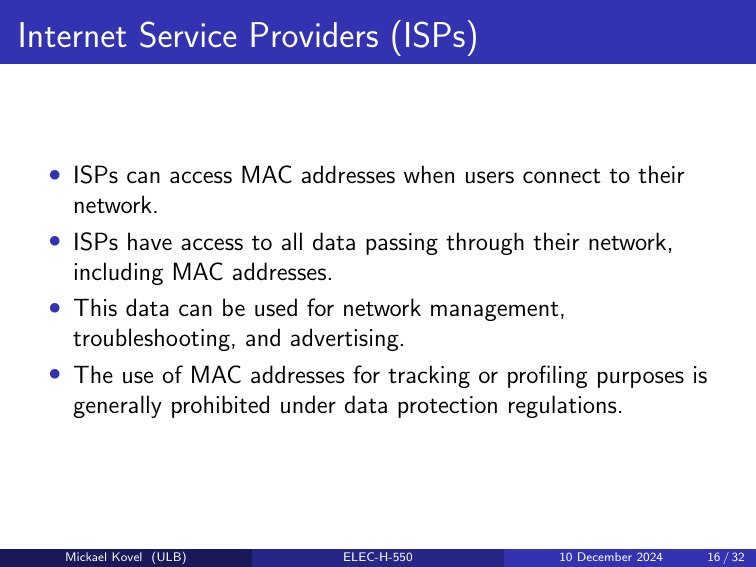 Internet Service Providers (ISPs)
• ISPs can access MAC addresses when users connect to their
network.
• ISPs have access to all data passing through their network,
including MAC addresses.
• This data can be used for network management,
troubleshooting, and advertising.
• The use of MAC addresses for tracking or profiling purposes is
generally prohibited under data protection regulations.
Mickael Kovel (ULB) ELEC-H-550 10 December 2024 16 / 32